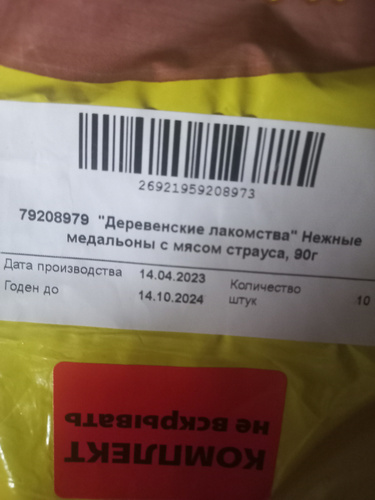 26921959208973
79208979 "Деревенские лакомства" Нежные
медальоны с мясом страуса, 90г
Дата производства 14.04.2023 Количество
Годен до 14.10.2024 штук 10
КОМПЛЕКТ
не вскрывать